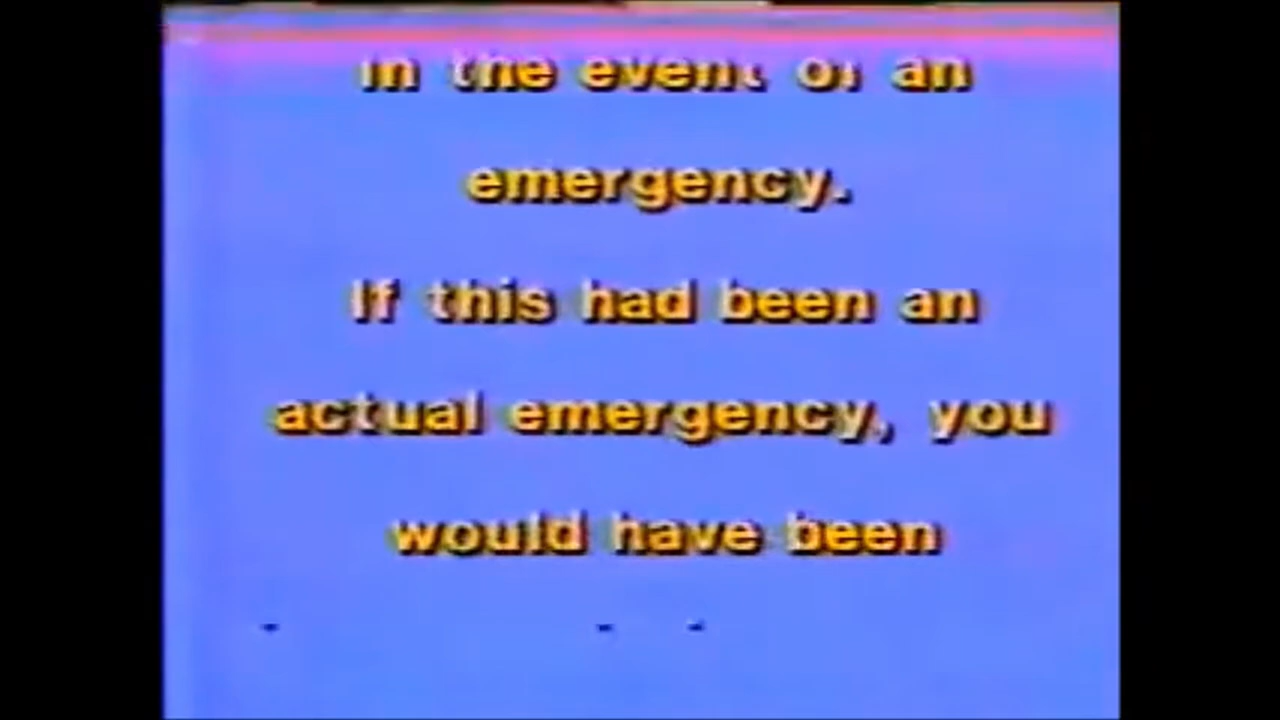 in the event of an
emergency.
If this had been an
actual emergency, you
would have been